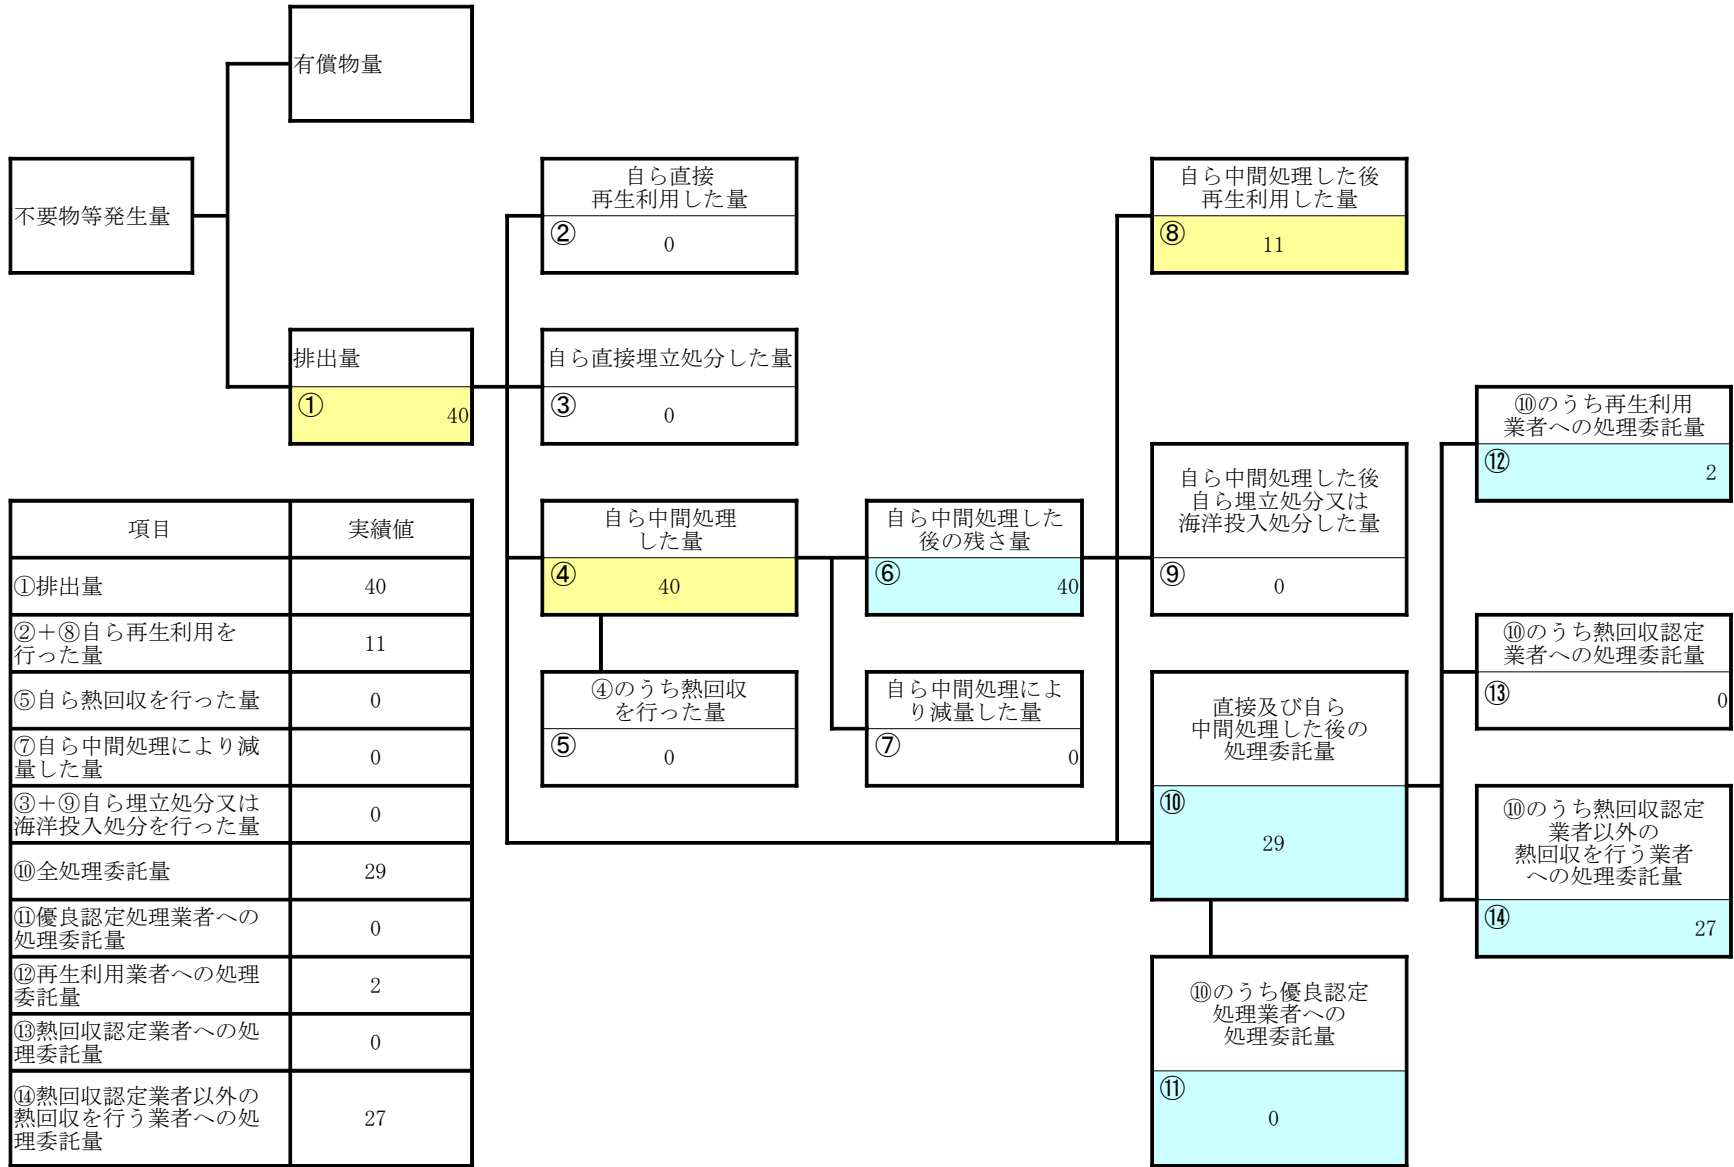 有償物量
不要物等発生量
自ら直接
再生利用した量
② 0
自ら中間処理した後
再生利用した量
⑧ 11
排出量
① 40
自ら直接埋立処分した量
③ 0
⑩のうち再生利用
業者への処理委託量
⑫ 2
自ら中間処理した後
自ら埋立処分又は
海洋投入処分した量
⑨ 0
自ら中間処理
した量
④ 40
自ら中間処理した
後の残さ量
⑥ 40
④のうち熱回収
を行った量
⑤ 0
自ら中間処理によ
り減量した量
⑦ 0
直接及び自ら
中間処理した後の
処理委託量
⑩
29
⑩のうち熱回収認定
業者への処理委託量
⑬ 0
⑩のうち熱回収認定
業者以外の
熱回収を行う業者
への処理委託量
⑭ 27
⑩のうち優良認定
処理業者への
処理委託量
⑪
0
項目 実績値
①排出量 40
②+⑧自ら再生利用を
行った量 11
⑤自ら熱回収を行った量 0
⑦自ら中間処理により減
量した量 0
③+⑨自ら埋立処分又は
海洋投入処分を行った量 0
⑩全処理委託量 29
⑪優良認定処理業者への
処理委託量 0
⑫再生利用業者への処理
委託量 2
⑬熱回収認定業者への処
理委託量 0
⑭熱回収認定業者以外の
熱回収を行う業者への処
理委託量 27